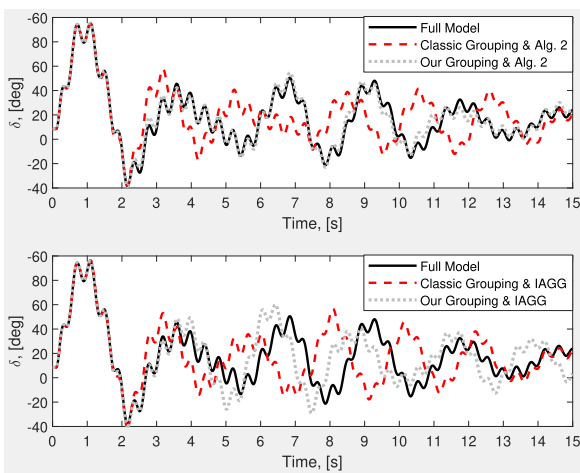 -60
80
60
40
20
0
-20
-40
δ, [deg]
0 1 2 3 4 5 6 7 8 9 10 11 12 13 14 15
Time, [s]
Full Model
Classic Grouping & Alg. 2
Our Grouping & Alg. 2
-60
80
60
40
20
0
-20
-40
δ, [deg]
0 1 2 3 4 5 6 7 8 9 10 11 12 13 14 15
Time, [s]
Full Model
Classic Grouping & IAGG
Our Grouping & IAGG